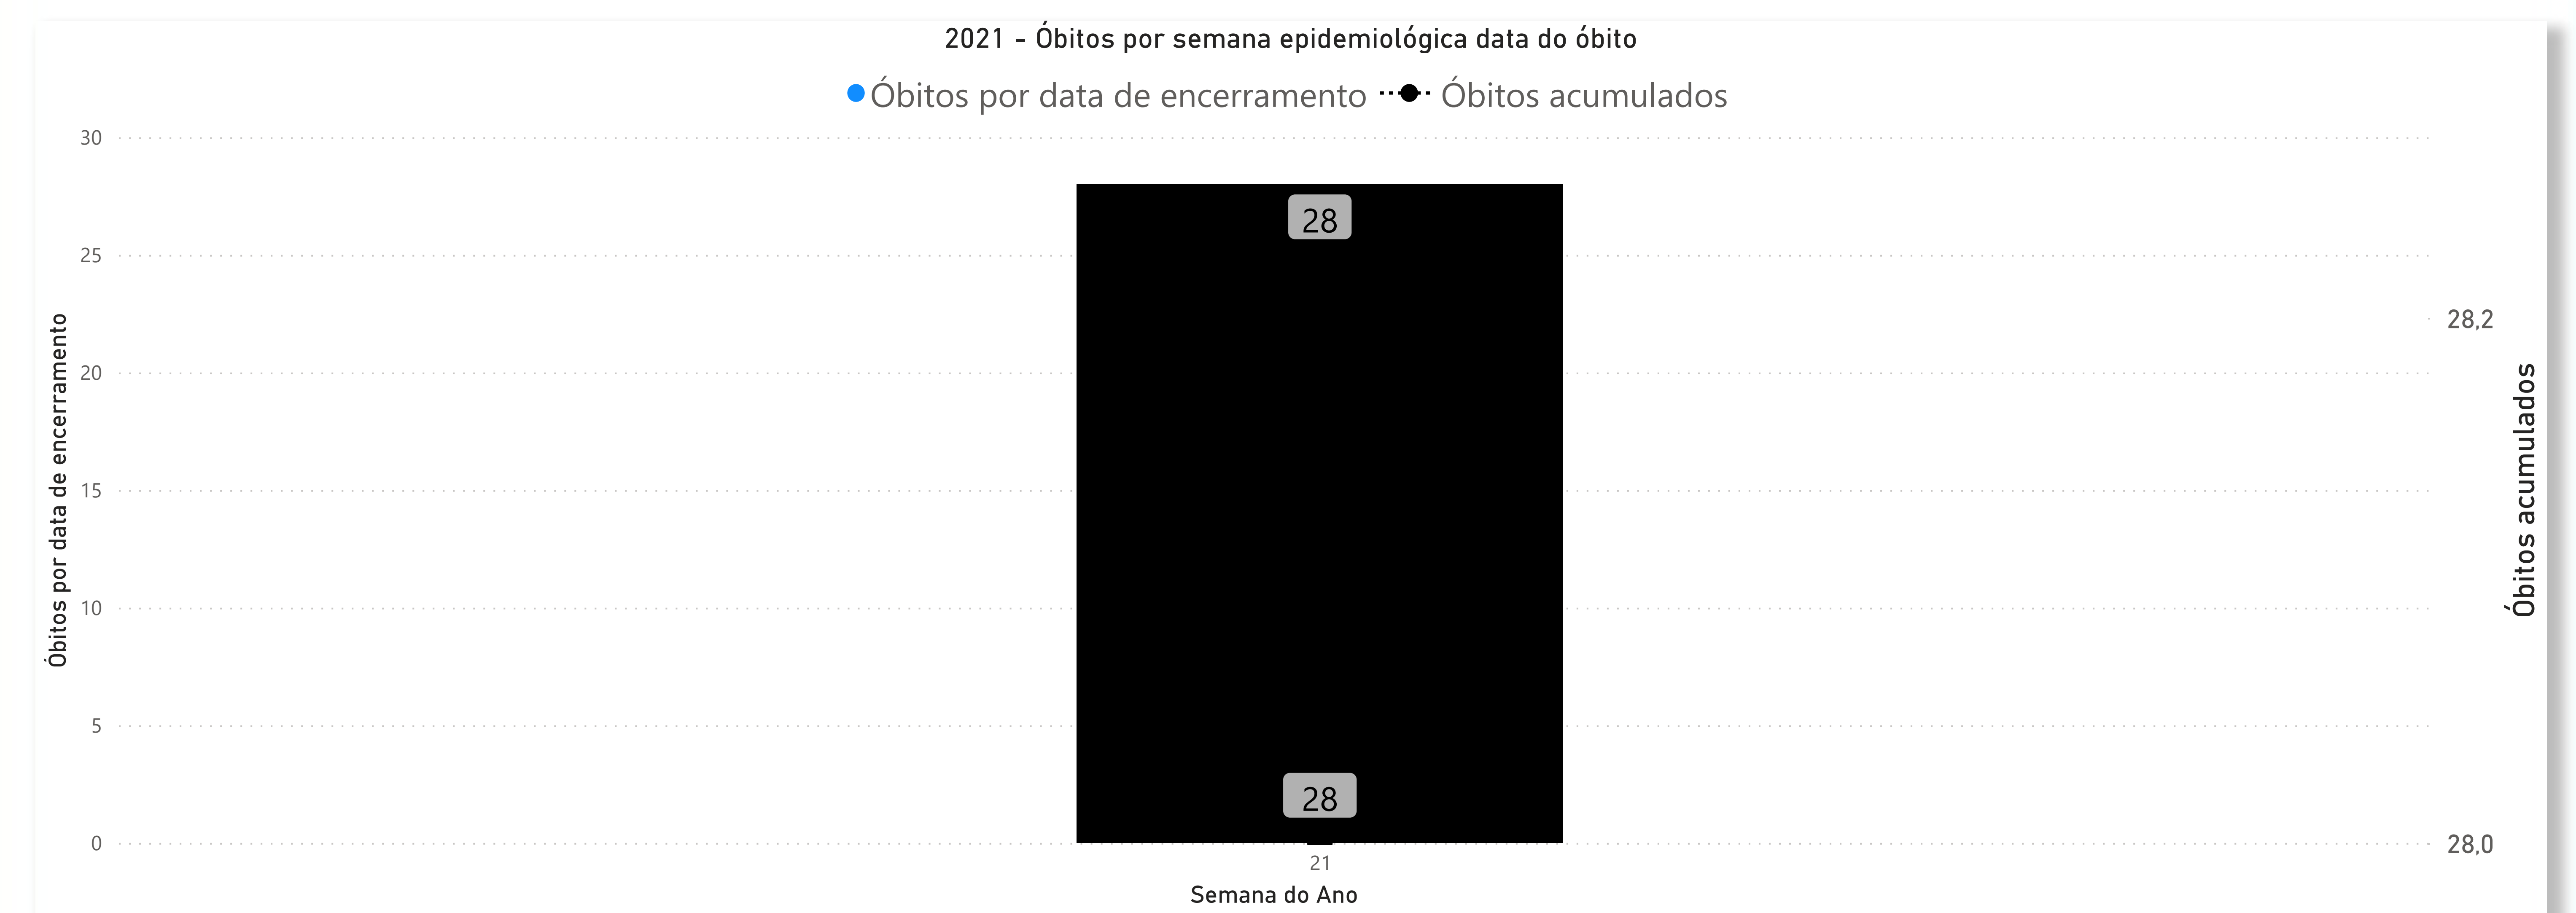 2021 - Óbitos por semana epidemiológica data do óbito
Óbitos por data de encerramento Óbitos acumulados
Óbitos por data de encerramento
30
25
20
15
10
5
0
28
28
21
Semana do Ano
28,2
28,0
Óbitos acumulados